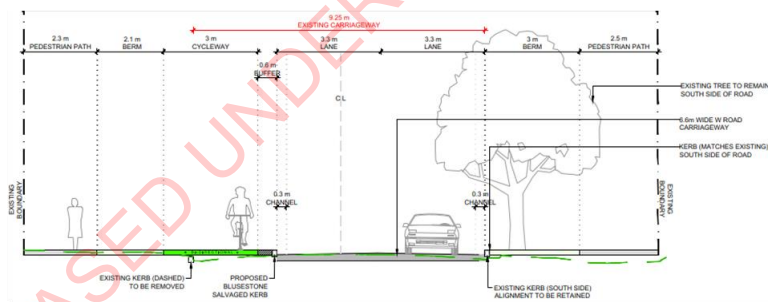 9.25 m
EXISTING CARRIAGEWAY
2.3 m
PEDESTRIAN PATH
2.1 m
BERM
3 m
CYCLEWAY
3.3 m
LANE
3.3 m
LANE
3 m
BERM
2.5 m
PEDESTRIAN PATH
0.6 m
BUFFER
CL
EXISTING TREE TO REMAIN
SOUTH SIDE OF ROAD
6.6m WIDE W ROAD
CARRIAGEWAY
KERB (MATCHES EXISTING)
SOUTH SIDE OF ROAD
0.3 m
CHANNEL
0.3 m
CHANNEL
EXISTING
BOUNDARY
EXISTING
BOUNDARY
EXISTING KERB (DASHED)
TO BE REMOVED
PROPOSED
BLUESTONE
SALVAGED KERB
EXISTING KERB (SOUTH SIDE)
ALIGNMENT TO BE RETAINED
ASED UNDER